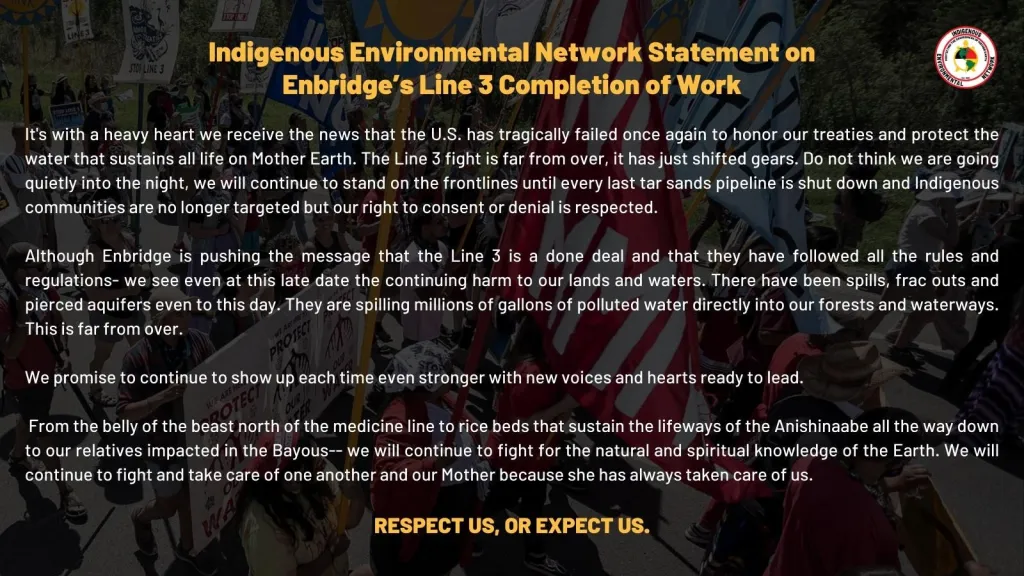 STOP LINE 3
INDIGENOUS
ENVIRONMENTAL NETWORK
Indigenous Environmental Network Statement on
Enbridge’s Line 3 Completion of Work
It's with a heavy heart we receive the news that the U.S. has tragically failed once again to honor our treaties and protect the
water that sustains all life on Mother Earth. The Line 3 fight is far from over, it has just shifted gears. Do not think we are going
quietly into the night, we will continue to stand on the frontlines until every last tar sands pipeline is shut down and Indigenous
communities are no longer targeted but our right to consent or denial is respected.
Although Enbridge is pushing the message that the Line 3 is a done deal and that they have followed all the rules and
regulations- we see even at this late date the continuing harm to our lands and waters. There have been spills, frac outs and
pierced aquifers even to this day. They are spilling millions of gallons of polluted water directly into our forests and waterways.
This is far from over.
We promise to continue to show up each time even stronger with new voices and hearts ready to lead.
From the belly of the beast north of the medicine line to rice beds that sustain the lifeways of the Anishinaabe all the way down
to our relatives impacted in the Bayous-- we will continue to fight for the natural and spiritual knowledge of the Earth. We will
continue to fight and take care of one another and our Mother because she has always taken care of us.
PROTECT
PROTECT
RESPECT US, OR EXPECT US.